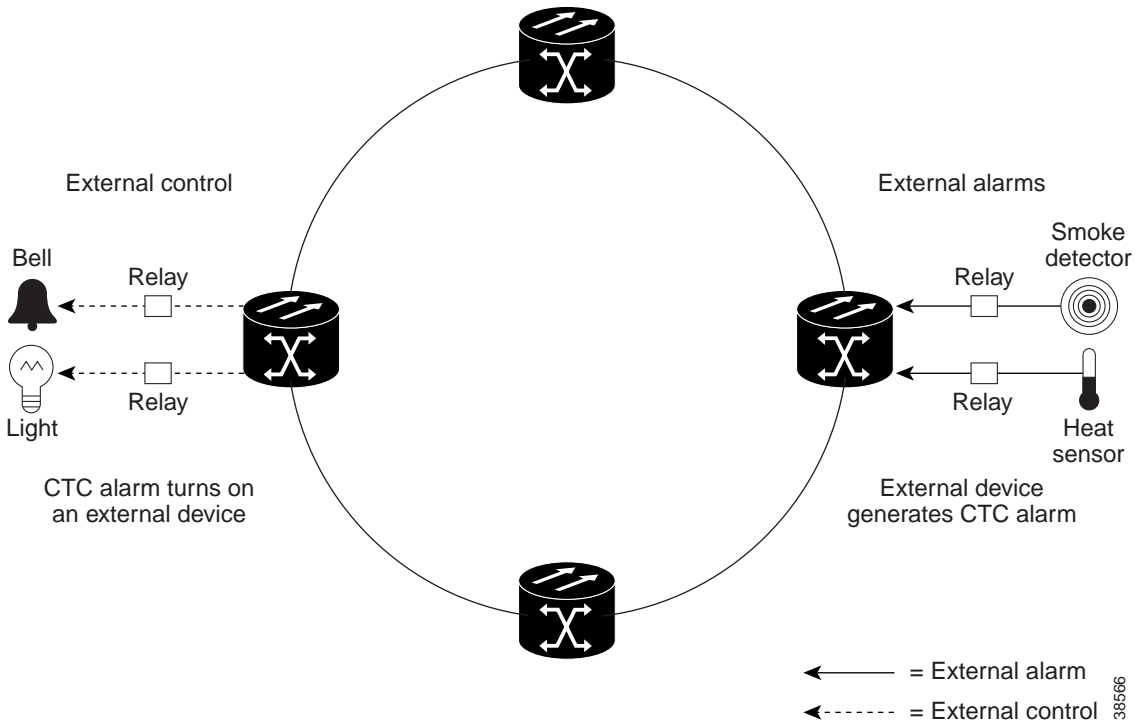 External control
External alarms
Smoke
detector
Bell
Relay
Relay
Relay
Relay
Light
Heat
sensor
CTC alarm turns on
an external device
External device
generates CTC alarm
= External alarm
= External control
38566